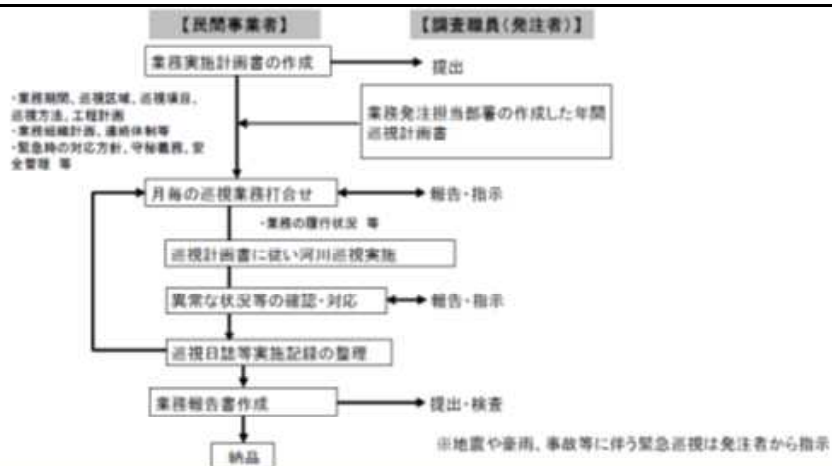 【民間事業者】
【調査職員(発注者)】
業務実施計画書の作成
提出
・業務期間、巡視区域、巡視項目、
巡視方法、工程計画
・業務組織計画、連絡体制等
・緊急時の対応方針、守秘義務、安
全管理 等
業務発注担当部署の作成した年間
巡視計画書
月毎の巡視業務打合せ
報告・指示
・業務の履行状況 等
巡視計画書に従い河川巡視実施
異常な状況等の確認・対応
報告・指示
巡視日誌等実施記録の整理
業務報告書作成
提出・検査
※地震や豪雨、事故等に伴う緊急巡視は発注者から指示
納品